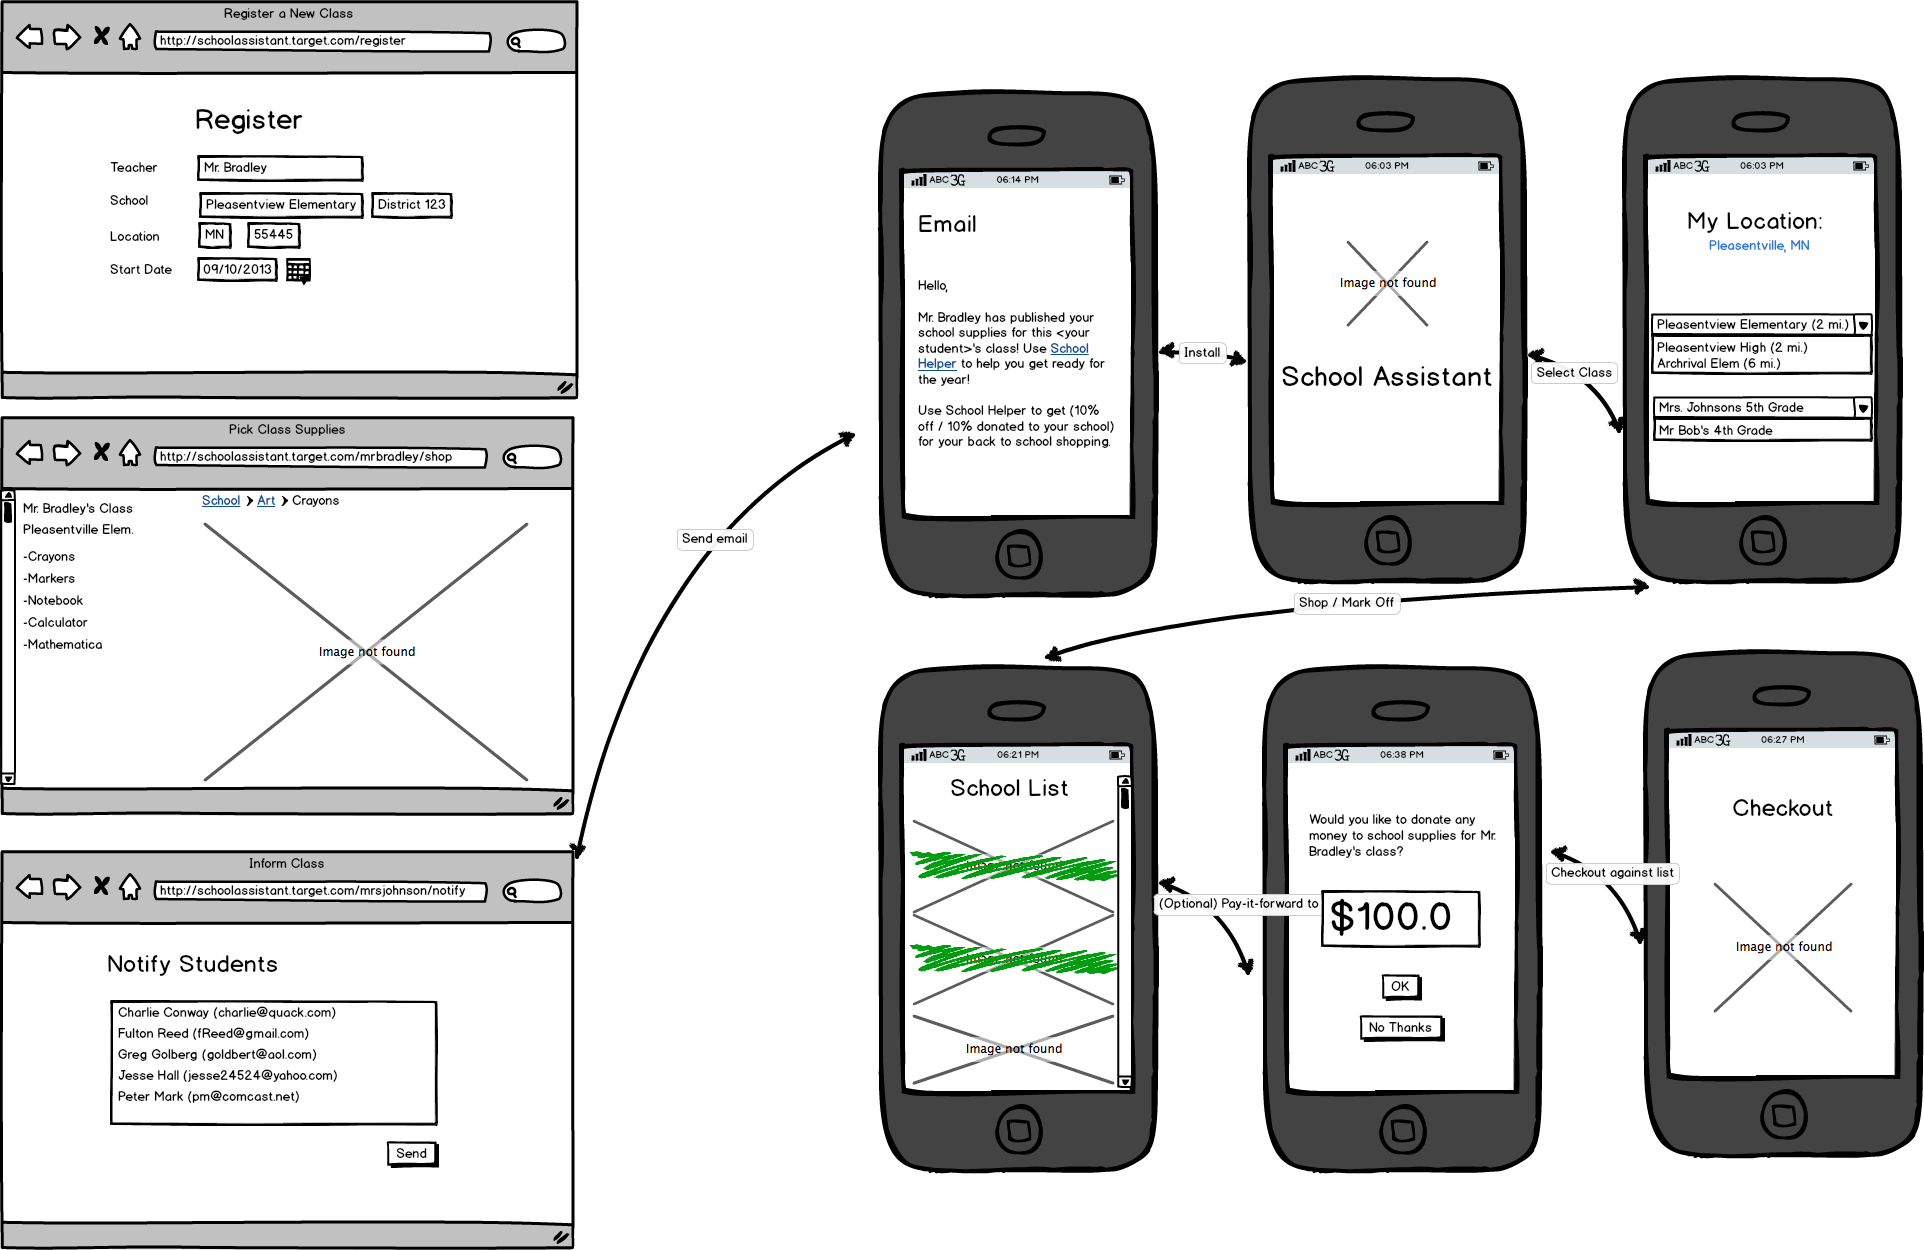 Register a New Class
http://schoolassistant.target.com/register
Register
Teacher
Mr. Bradley
School
Pleasentview Elementary
District 123
Location
MN
55445
Start Date
09/10/2013
Pick Class Supplies
http://schoolassistant.target.com/mrbradley/shop
Mr. Bradley's Class
Pleasentville Elem.
-Crayons
-Markers
-Notebook
-Calculator
-Mathematica
School > Art > Crayons
Image not found
Inform Class
http://schoolassistant.target.com/mrsjohnson/notify
Notify Students
Charlie Conway (charlie@quack.com)
Fulton Reed (fReed@gmail.com)
Greg Golberg (goldbert@aol.com)
Jesse Hall (jesse24524@yahoo.com)
Peter Mark (pm@comcast.net)
Send
Send email
ABC 3G 06:14 PM
Email
Hello,
Mr. Bradley has published your
school supplies for this <your
student>'s class! Use School
Helper to help you get ready for
the year!
Use School Helper to get (10%
off / 10% donated to your school)
for your back to school shopping.
Install
ABC 3G 06:03 PM
Image not found
School Assistant
Select Class
ABC 3G 06:03 PM
My Location:
Pleasentville, MN
Pleasentview Elementary (2 mi.)
Pleasentview High (2 mi.)
Archrival Elem (6 mi.)
Mrs. Johnsons 5th Grade
Mr Bob's 4th Grade
Shop / Mark Off
ABC 3G 06:21 PM
School List
Image not found
(Optional) Pay-it-forward to
ABC 3G 06:38 PM
Would you like to donate any
money to school supplies for Mr.
Bradley's class?
$100.0
OK
No Thanks
Checkout against list
ABC 3G 06:27 PM
Checkout
Image not found